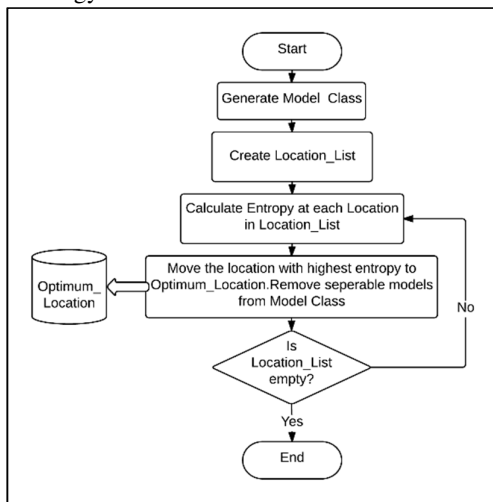 Start
Generate Model Class
Create Location_List
Calculate Entropy at each Location
in Location_List
Move the location with highest entropy to
Optimum_Location.Remove seperable models
from Model Class
Optimum_
Location
No
Is
Location_List
empty?
Yes
End